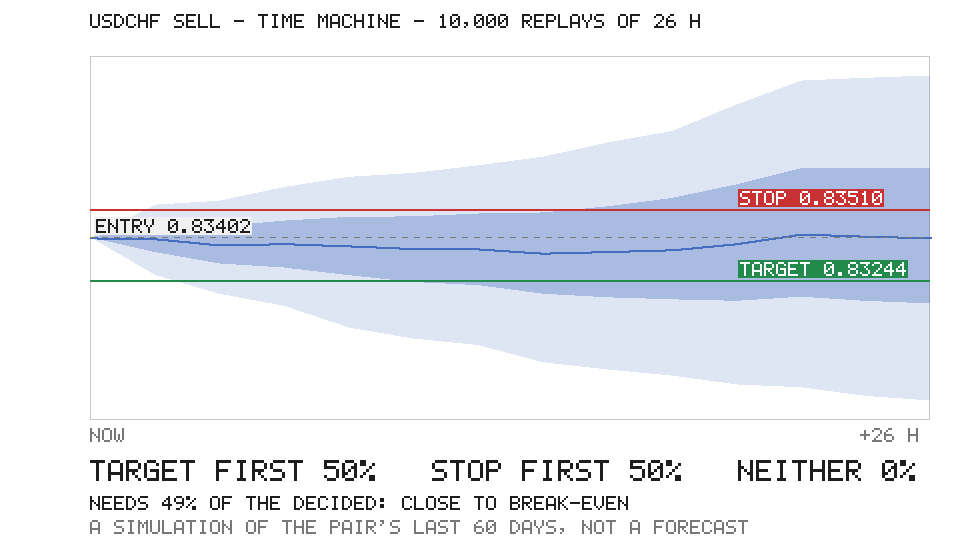 USDCHF SELL - TIME MACHINE - 10,000 REPLAYS OF 26 H
STOP 0.83510
ENTRY 0.83402
TARGET 0.83244
NOW +26 H
TARGET FIRST 50% STOP FIRST 50% NEITHER 0%
NEEDS 49% OF THE DECIDED: CLOSE TO BREAK-EVEN
A SIMULATION OF THE PAIR'S LAST 60 DAYS, NOT A FORECAST